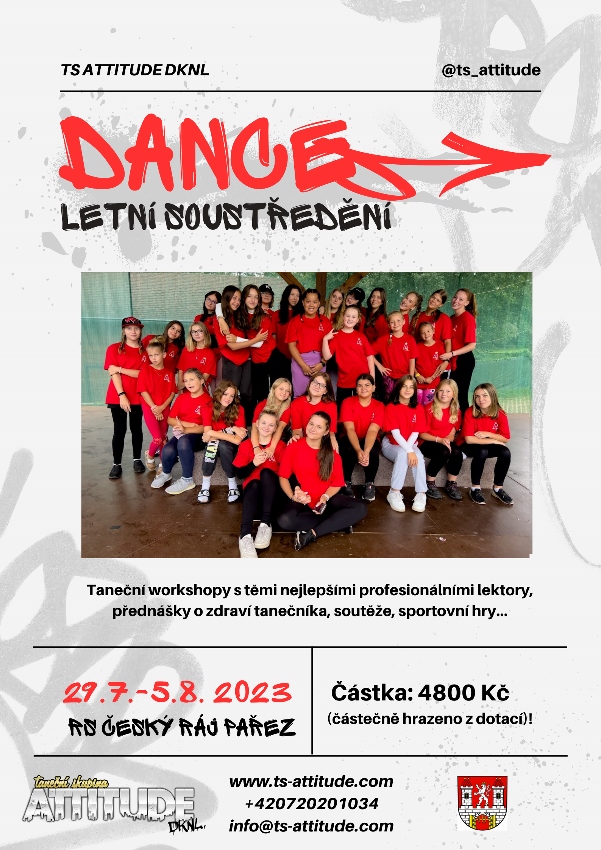 TS ATTITUDE DKNL
@ts_attitude
DANCE
LETNÍ SOUSTŘEDĚNÍ
Taneční workshopy s těmi nejlepšími profesionálními lektory,
přednášky o zdraví tanečníka, soutěže, sportovní hry...
29.7.-5.8. 2023
RS ČESKÝ RÁJ PAŘEZ
Částka: 4800 Kč
(částečně hrazeno z dotací)!
taneční skupina
ATTITUDE
DKNL.
www.ts-attitude.com
+420720201034
info@ts-attitude.com